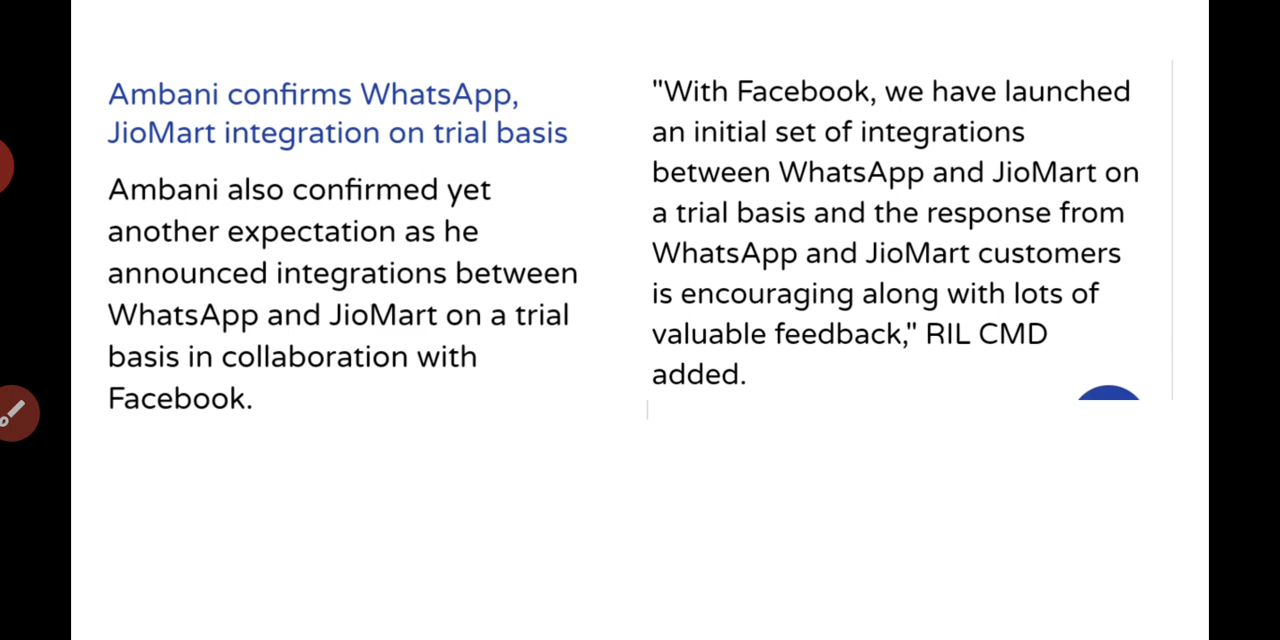 Ambani confirms WhatsApp,
JioMart integration on trial basis
Ambani also confirmed yet
another expectation as he
announced integrations between
WhatsApp and JioMart on a trial
basis in collaboration with
Facebook.
"With Facebook, we have launched
an initial set of integrations
between WhatsApp and JioMart on
a trial basis and the response from
WhatsApp and JioMart customers
is encouraging along with lots of
valuable feedback," RIL CMD
added.